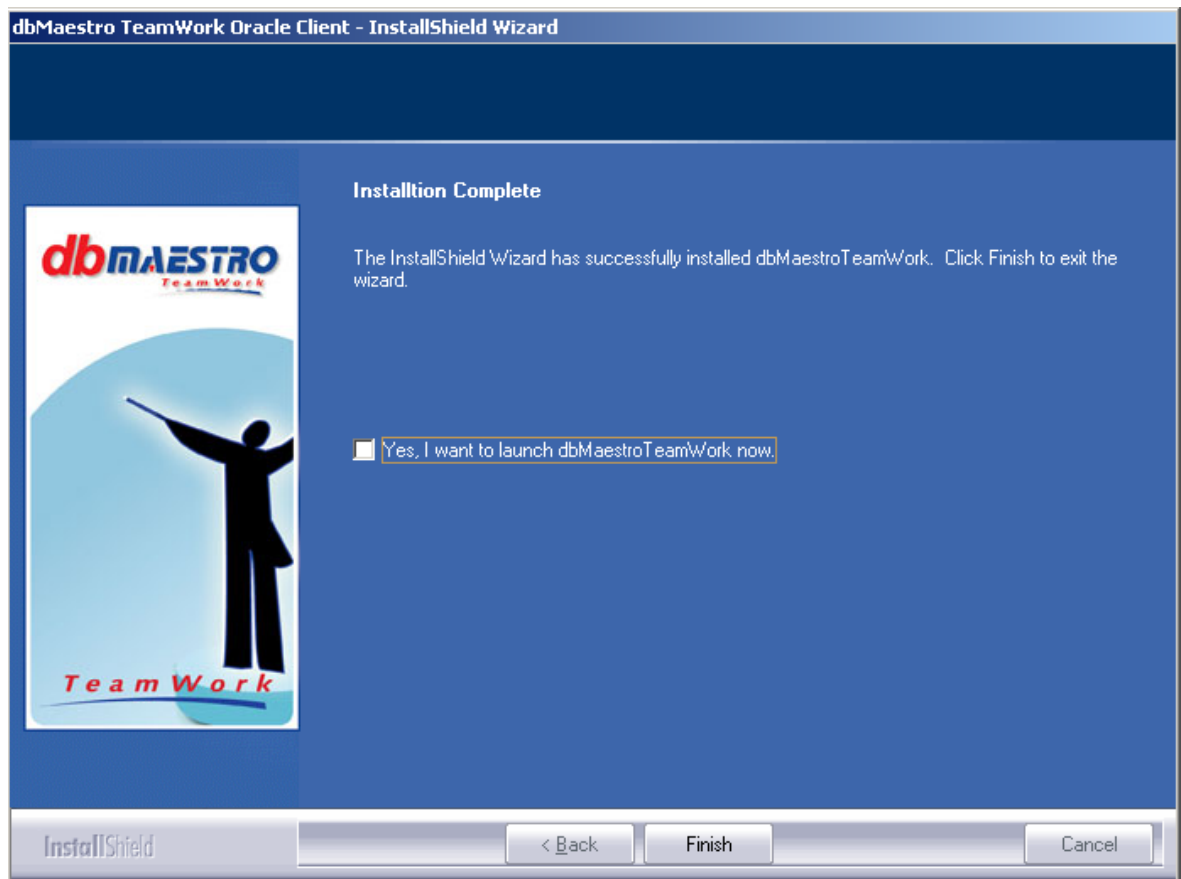 dbMaestro TeamWork Oracle Client - InstallShield Wizard
Installtion Complete
dbMAESTRO
TeamWork
The InstallShield Wizard has successfully installed dbMaestroTeamWork. Click Finish to exit the
wizard.
Yes, I want to launch dbMaestroTeamWork now.
TeamWork
InstallShield
< Back
Finish
Cancel